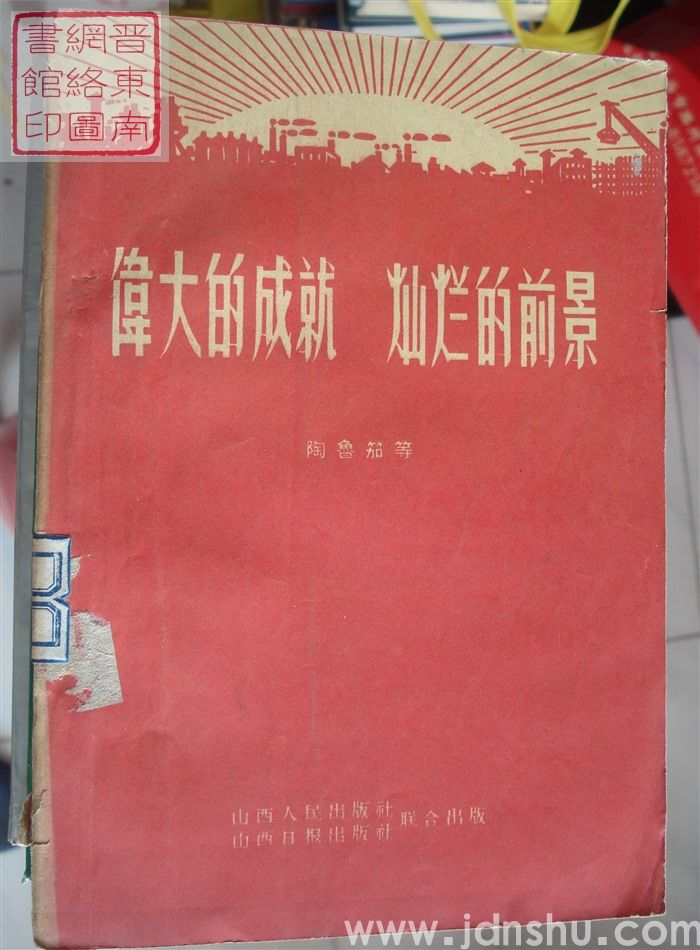 晋東南
網絡圖
書館印
偉大的成就 灿烂的前景
陶魯笳等
山西人民出版社
山西日报出版社
联合出版
www.jdnshu.com